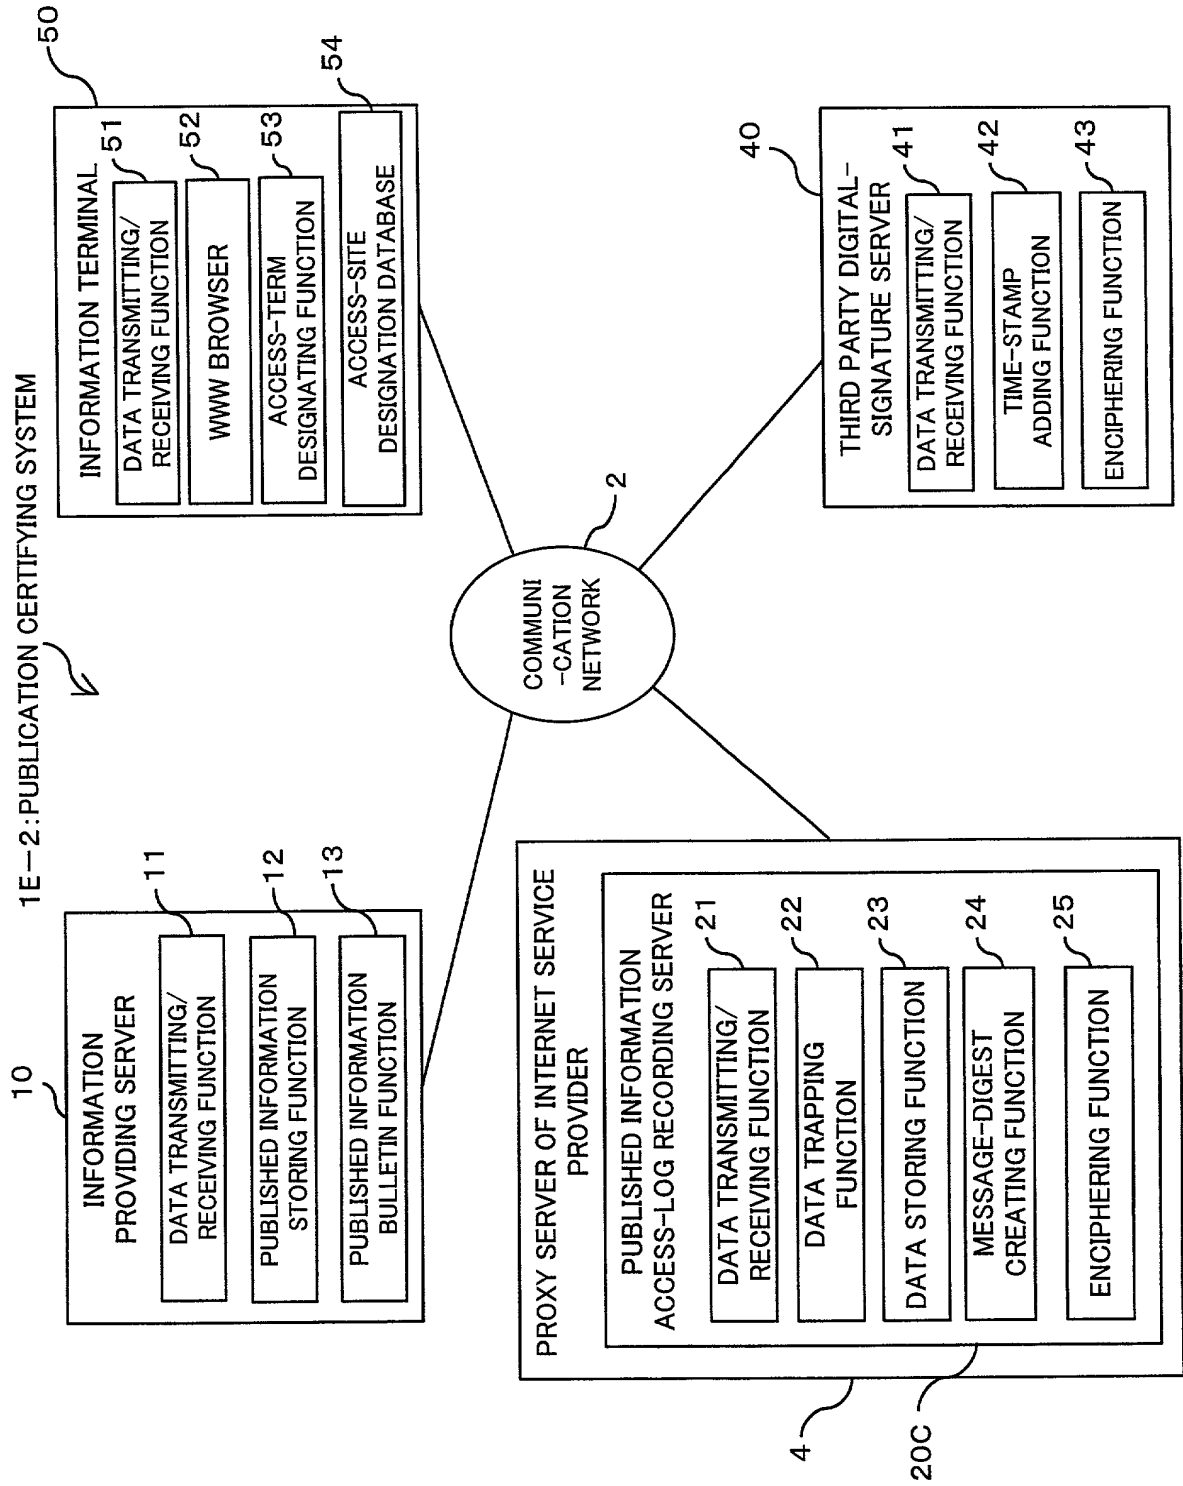 1E-2:PUBLICATION CERTIFYING SYSTEM
10
INFORMATION
PROVIDING SERVER
11
DATA TRANSMITTING/
RECEIVING FUNCTION
12
PUBLISHED INFORMATION
STORING FUNCTION
13
PUBLISHED INFORMATION
BULLETIN FUNCTION
50
INFORMATION TERMINAL
51
DATA TRANSMITTING/
RECEIVING FUNCTION
52
WWW BROWSER
53
ACCESS-TERM
DESIGNATING FUNCTION
54
ACCESS-SITE
DESIGNATION DATABASE
2
COMMUNI
-CATION
NETWORK
PROXY SERVER OF INTERNET SERVICE
PROVIDER
PUBLISHED INFORMATION
ACCESS-LOG RECORDING SERVER
21
DATA TRANSMITTING/
RECEIVING FUNCTION
22
DATA TRAPPING
FUNCTION
23
DATA STORING FUNCTION
24
MESSAGE-DIGEST
CREATING FUNCTION
25
ENCIPHERING FUNCTION
4
20C
40
THIRD PARTY DIGITAL-
SIGNATURE SERVER
41
DATA TRANSMITTING/
RECEIVING FUNCTION
42
TIME-STAMP
ADDING FUNCTION
43
ENCIPHERING FUNCTION